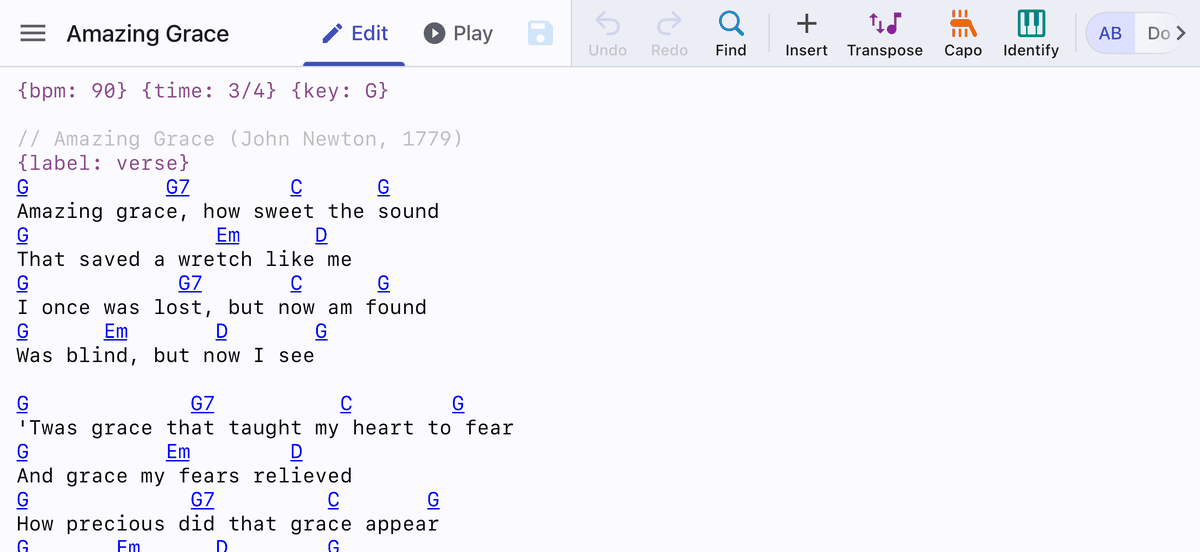 Amazing Grace Edit Play Undo Redo Find Insert Transpose Capo Identify AB Do
{bpm: 90} {time: 3/4} {key: G}
// Amazing Grace (John Newton, 1779)
{label: verse}
G G7 C G
Amazing grace, how sweet the sound
G Em D
That saved a wretch like me
G G7 C G
I once was lost, but now am found
G Em D G
Was blind, but now I see
G G7 C G
'Twas grace that taught my heart to fear
G Em D
And grace my fears relieved
G G7 C G
How precious did that grace appear
G Em D G